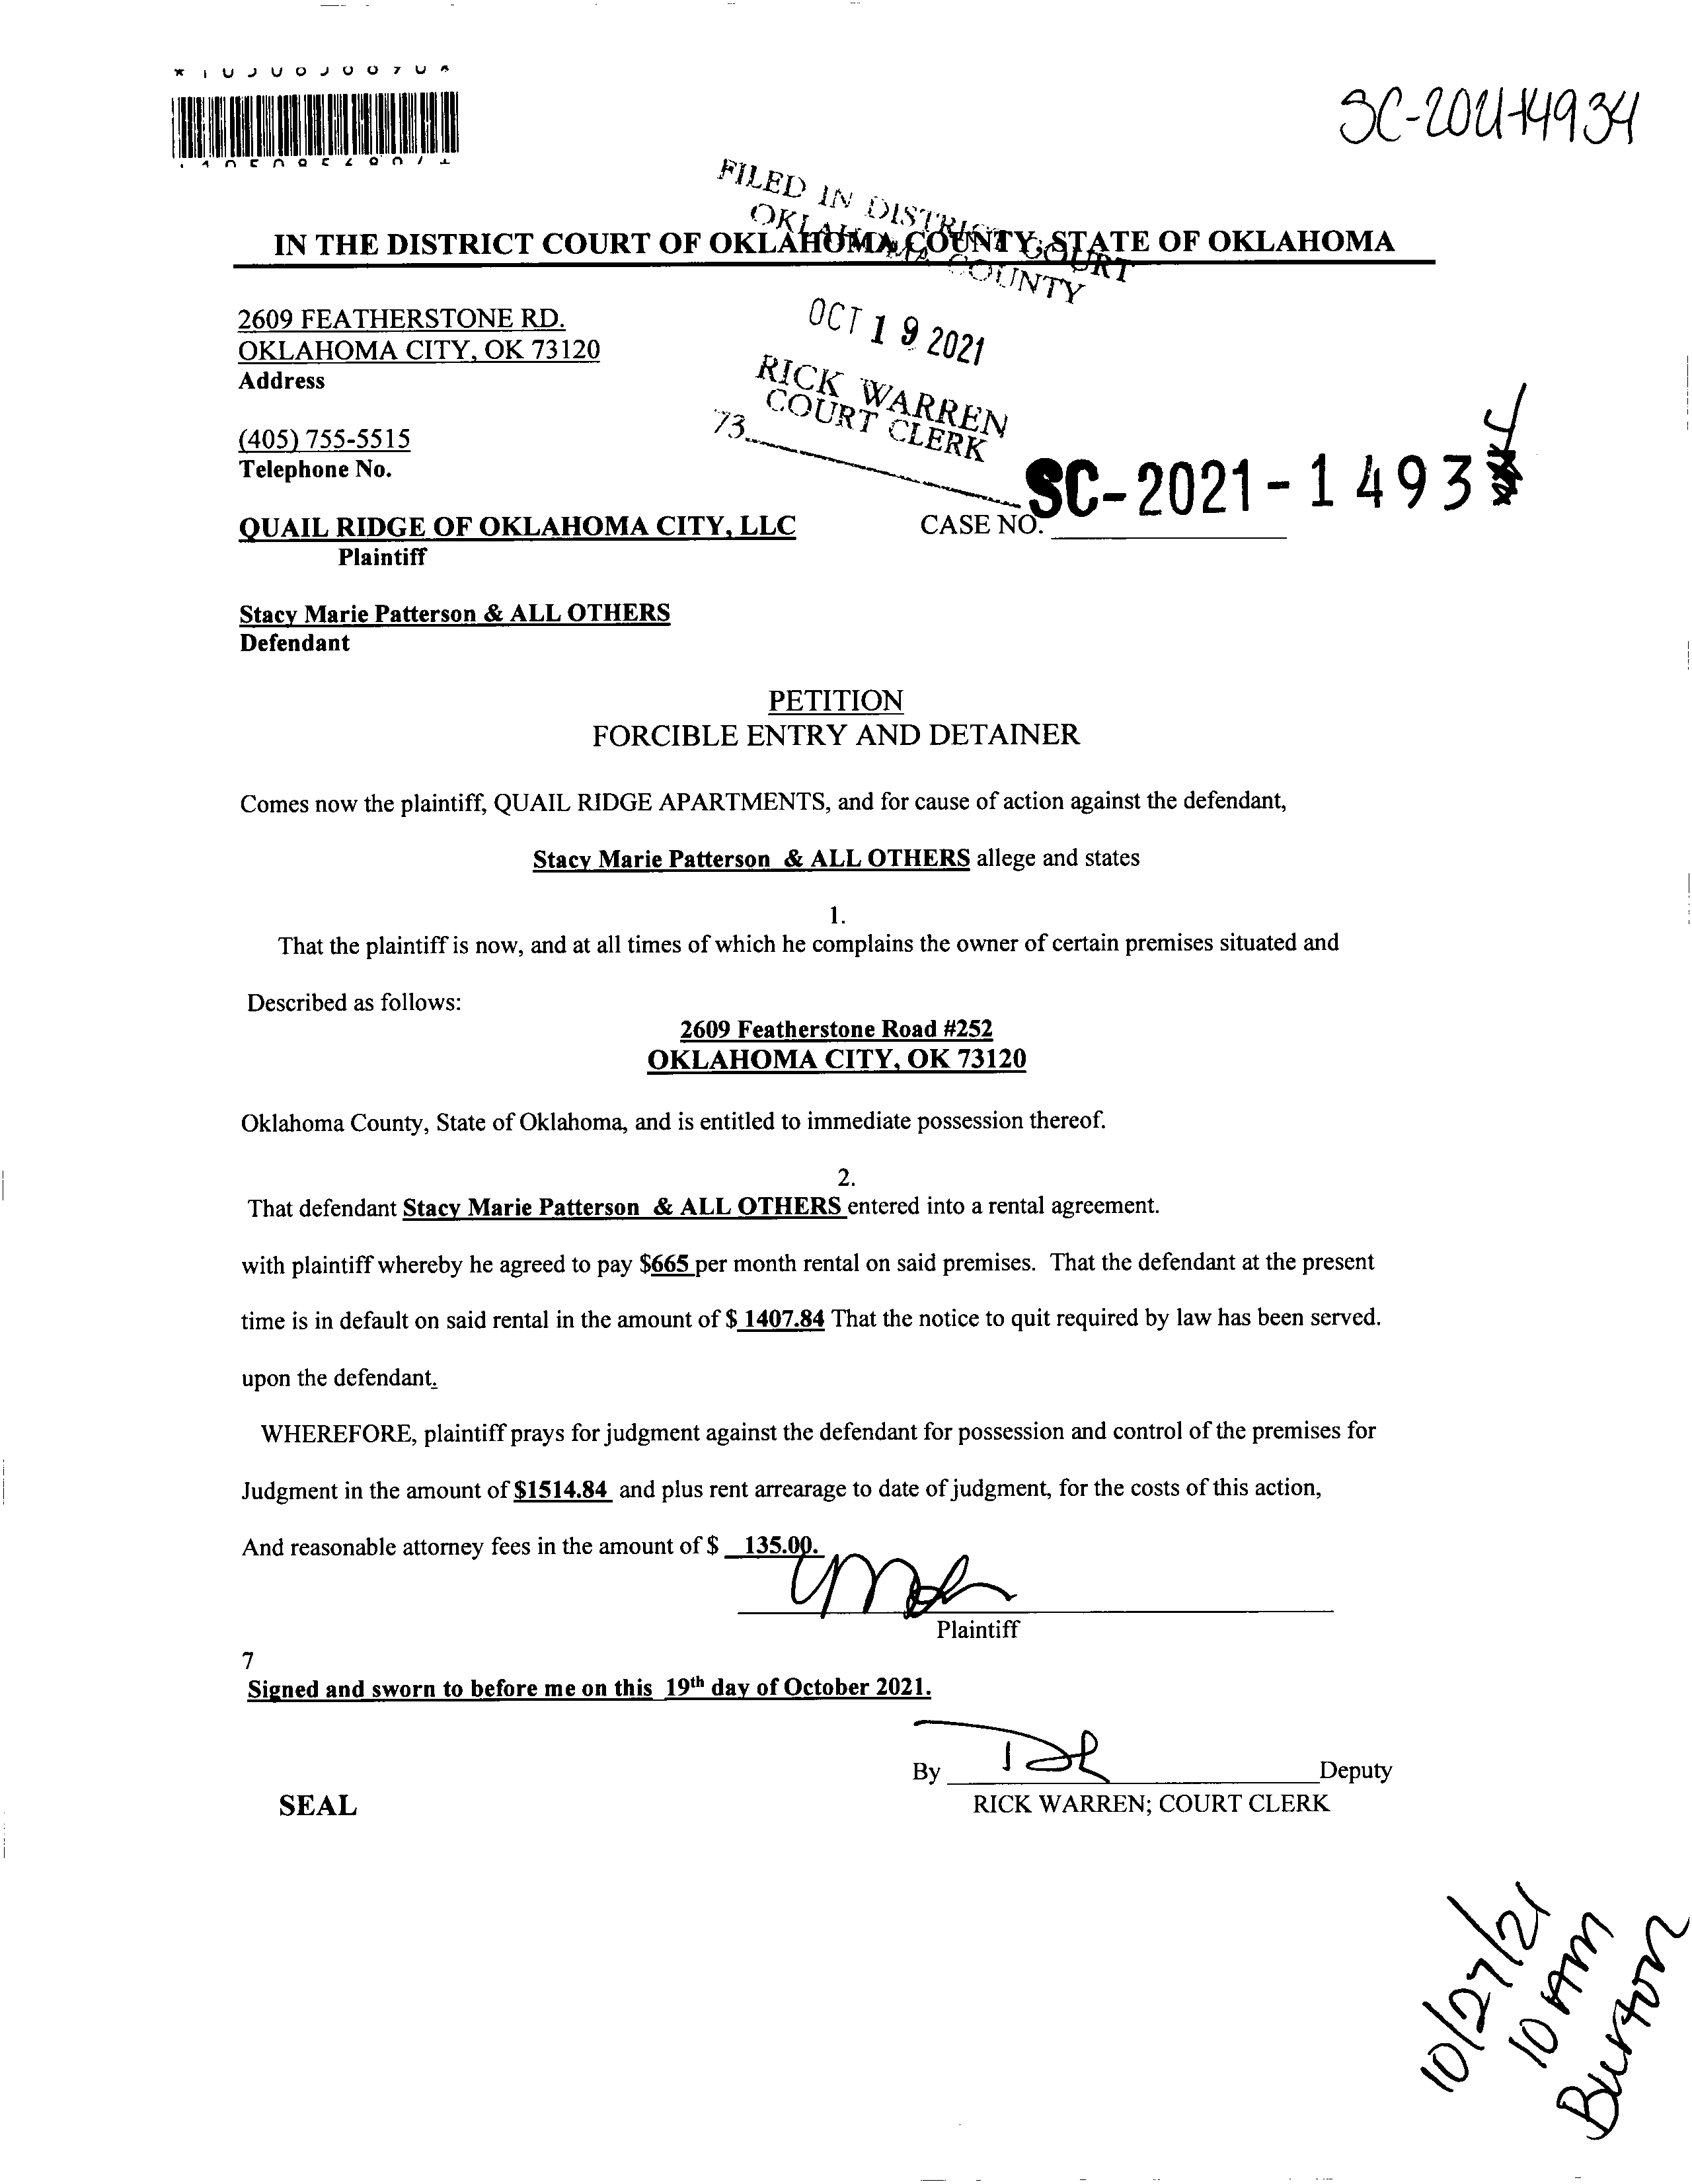 SC-2021-14934
FILED IN DISTRICT COURT
OKLAHOMA COUNTY
IN THE DISTRICT COURT OF OKLAHOMA COUNTY, STATE OF OKLAHOMA
2609 FEATHERSTONE RD.
OKLAHOMA CITY, OK 73120
Address
OCT 19 2021
RICK WARREN
COURT CLERK
73
(405) 755-5515
Telephone No.
SC-2021-14934
QUAIL RIDGE OF OKLAHOMA CITY, LLC
CASE NO.
Plaintiff
Stacy Marie Patterson & ALL OTHERS
Defendant
PETITION
FORCIBLE ENTRY AND DETAINER
Comes now the plaintiff, QUAIL RIDGE APARTMENTS, and for cause of action against the defendant,
Stacy Marie Patterson & ALL OTHERS allege and states
1.
That the plaintiff is now, and at all times of which he complains the owner of certain premises situated and
Described as follows:
2609 Featherstone Road #252
OKLAHOMA CITY, OK 73120
Oklahoma County, State of Oklahoma, and is entitled to immediate possession thereof.
2.
That defendant Stacy Marie Patterson & ALL OTHERS entered into a rental agreement.
with plaintiff whereby he agreed to pay $665 per month rental on said premises. That the defendant at the present
time is in default on said rental in the amount of $ 1407.84 That the notice to quit required by law has been served.
upon the defendant.
WHEREFORE, plaintiff prays for judgment against the defendant for possession and control of the premises for
Judgment in the amount of $1514.84 and plus rent arrearage to date of judgment, for the costs of this action,
And reasonable attorney fees in the amount of $ 135.00.
Plaintiff
7
Signed and sworn to before me on this 19th day of October 2021.
By Deputy
SEAL
RICK WARREN; COURT CLERK
10/27/21
10 AM
Burton